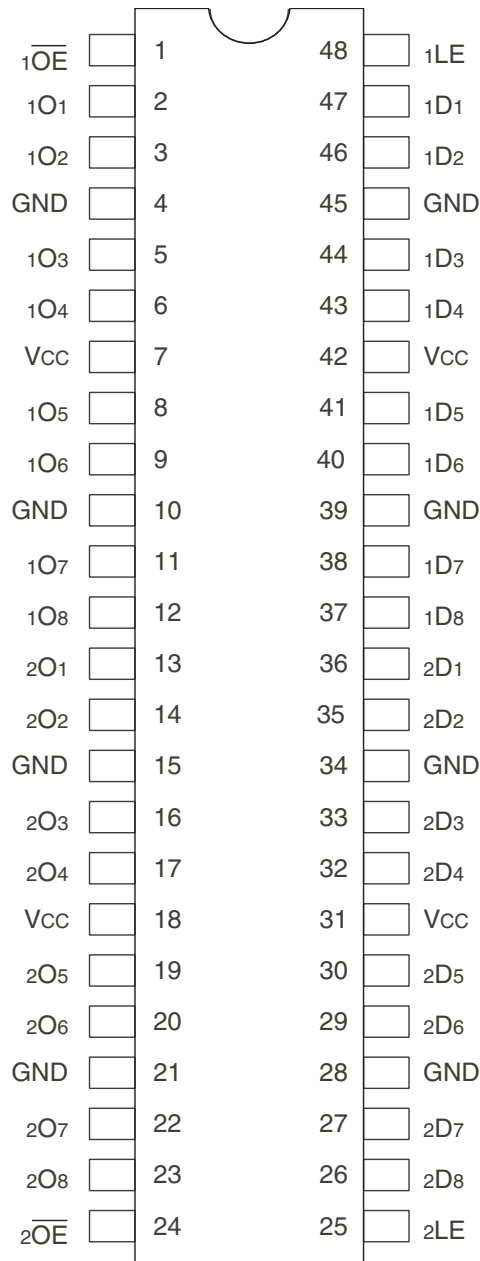 1OE 1 48 1LE
1O1 2 47 1D1
1O2 3 46 1D2
GND 4 45 GND
1O3 5 44 1D3
1O4 6 43 1D4
VCC 7 42 VCC
1O5 8 41 1D5
1O6 9 40 1D6
GND 10 39 GND
1O7 11 38 1D7
1O8 12 37 1D8
2O1 13 36 2D1
2O2 14 35 2D2
GND 15 34 GND
2O3 16 33 2D3
2O4 17 32 2D4
VCC 18 31 VCC
2O5 19 30 2D5
2O6 20 29 2D6
GND 21 28 GND
2O7 22 27 2D7
2O8 23 26 2D8
2OE 24 25 2LE